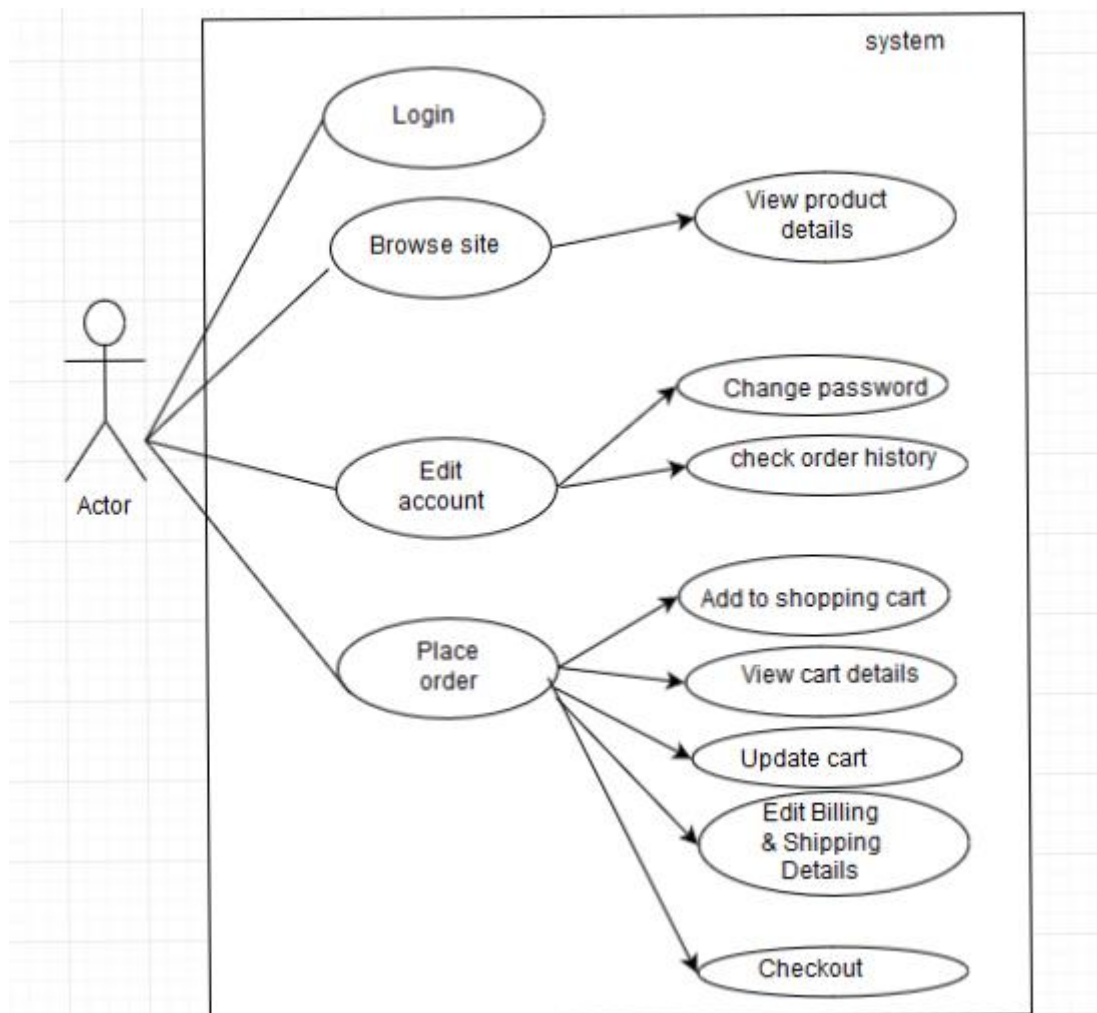 system
Login
Browse site
View product
details
Change password
check order history
Edit
account
Actor
Add to shopping cart
Place
order
View cart details
Update cart
Edit Billing
& Shipping
Details
Checkout